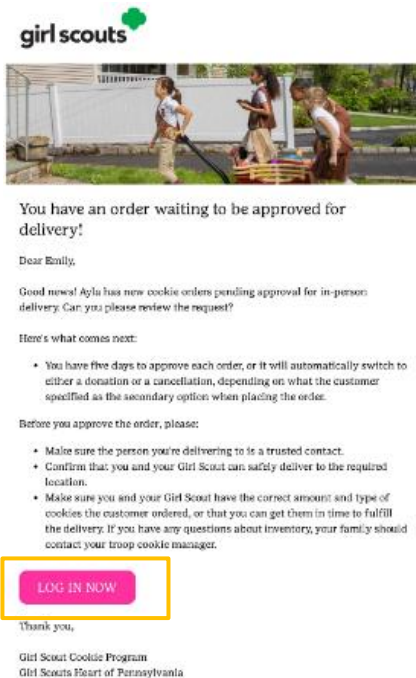 girl scouts
You have an order waiting to be approved for
delivery!
Dear Emily,
Good news! Ayla has new cookie orders pending approval for in-person
delivery. Can you please review the request?
Here's what comes next:
• You have five days to approve each order, or it will automatically switch to
either a donation or a cancellation, depending on what the customer
specified as the secondary option when placing the order.
Before you approve the order, please:
• Make sure the person you're delivering to is a trusted contact.
• Confirm that you and your Girl Scout can safely deliver to the required
location.
• Make sure you and your Girl Scout have the correct amount and type of
cookies the customer ordered, or that you can get them in time to fulfill
the delivery. If you have any questions about inventory, your family should
contact your troop cookie manager.
LOG IN NOW
Thank you,
Girl Scout Cookie Program
Girl Scouts Heart of Pennsylvania